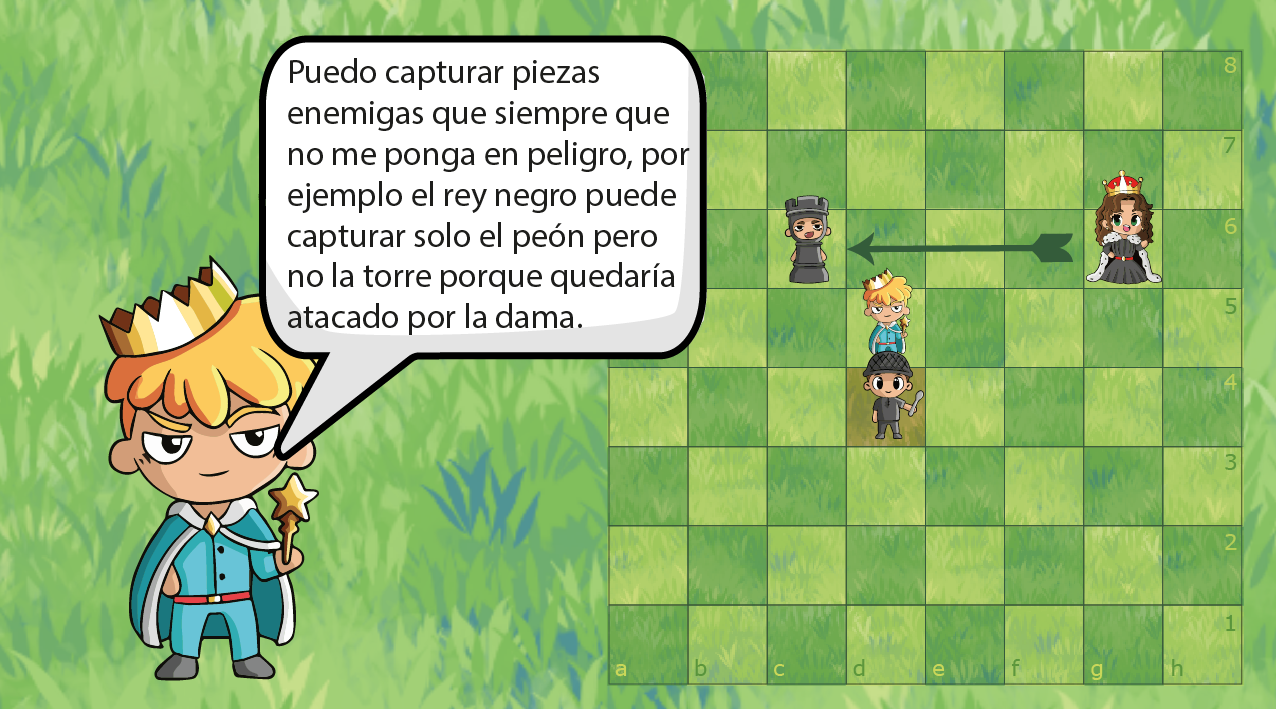 Puedo capturar piezas
enemigas que siempre que
no me ponga en peligro, por
ejemplo el rey negro puede
capturar solo el peón pero
no la torre porque quedaría
atacado por la dama.
8
7
6
5
4
3
2
1
a b c d e f g h